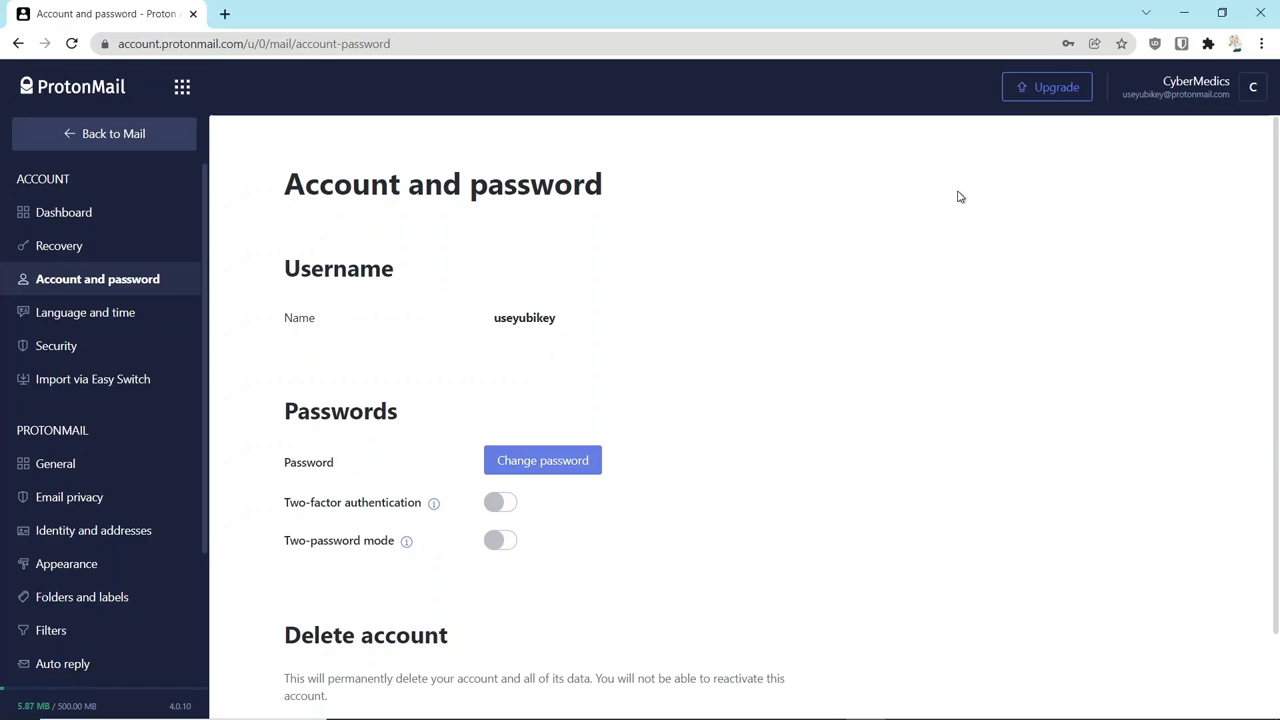 Account and password - Proton
account.protonmail.com/u/0/mail/account-password
ProtonMail
Upgrade
CyberMedics
useyubikey@protonmail.com
C
Back to Mail
ACCOUNT
Dashboard
Recovery
Account and password
Language and time
Security
Import via Easy Switch
PROTONMAIL
General
Email privacy
Identity and addresses
Appearance
Folders and labels
Filters
Auto reply
5.87 MB / 500.00 MB
4.0.10
Account and password
Username
Name
useyubikey
Passwords
Password
Change password
Two-factor authentication
Two-password mode
Delete account
This will permanently delete your account and all of its data. You will not be able to reactivate this
account.